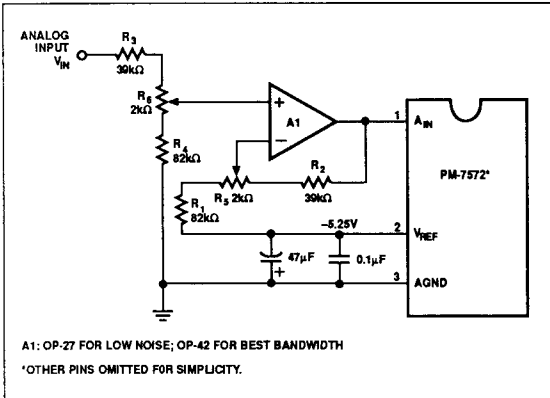 ANALOG
INPUT
VIN
R3
39kΩ
R6
2kΩ
R4
82kΩ
+
A1
−
1
AIN
PM-7572*
R2
39kΩ
R5 2kΩ
R1
82kΩ
−5.25V
2
VREF
47μF
+
0.1μF
3
AGND
A1: OP-27 FOR LOW NOISE; OP-42 FOR BEST BANDWIDTH
*OTHER PINS OMITTED FOR SIMPLICITY.